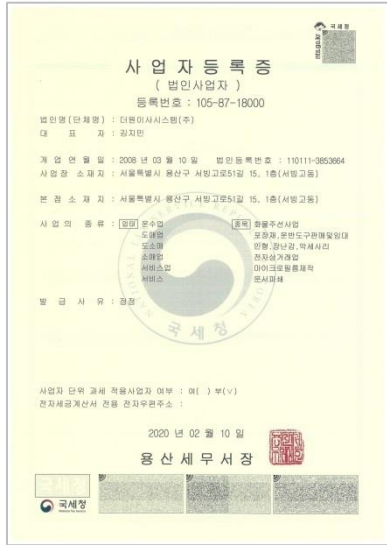 국세청
사업자등록증
( 법인사업자 )
등록번호 : 105-87-18000
법인명(단체명) : 더원이사시스템(주)
대 표 자 : 김지민
개 업 연 월 일 : 2008 년 03 월 10 일 법인등록번호 : 110111-3853664
사업장 소재지 : 서울특별시 용산구 서빙고로51길 15, 1층(서빙고동)
본 점 소 재 지 : 서울특별시 용산구 서빙고로51길 15, 1층(서빙고동)
사 업 의 종 류 : 업태 운수업 종목 화물주선사업
도매업 포장재,운반도구판매및임대
도소매 인형,장난감,악세사리
소매업 전자상거래업
서비스업 마이크로필름제작
서비스 문서파쇄
발 급 사 유 : 정정
국세청
사업자 단위 과세 적용사업자 여부 : 여( ) 부(∨)
전자세금계산서 전용 전자우편주소 :
2020 년 02 월 10 일
용산세무서장
국세청